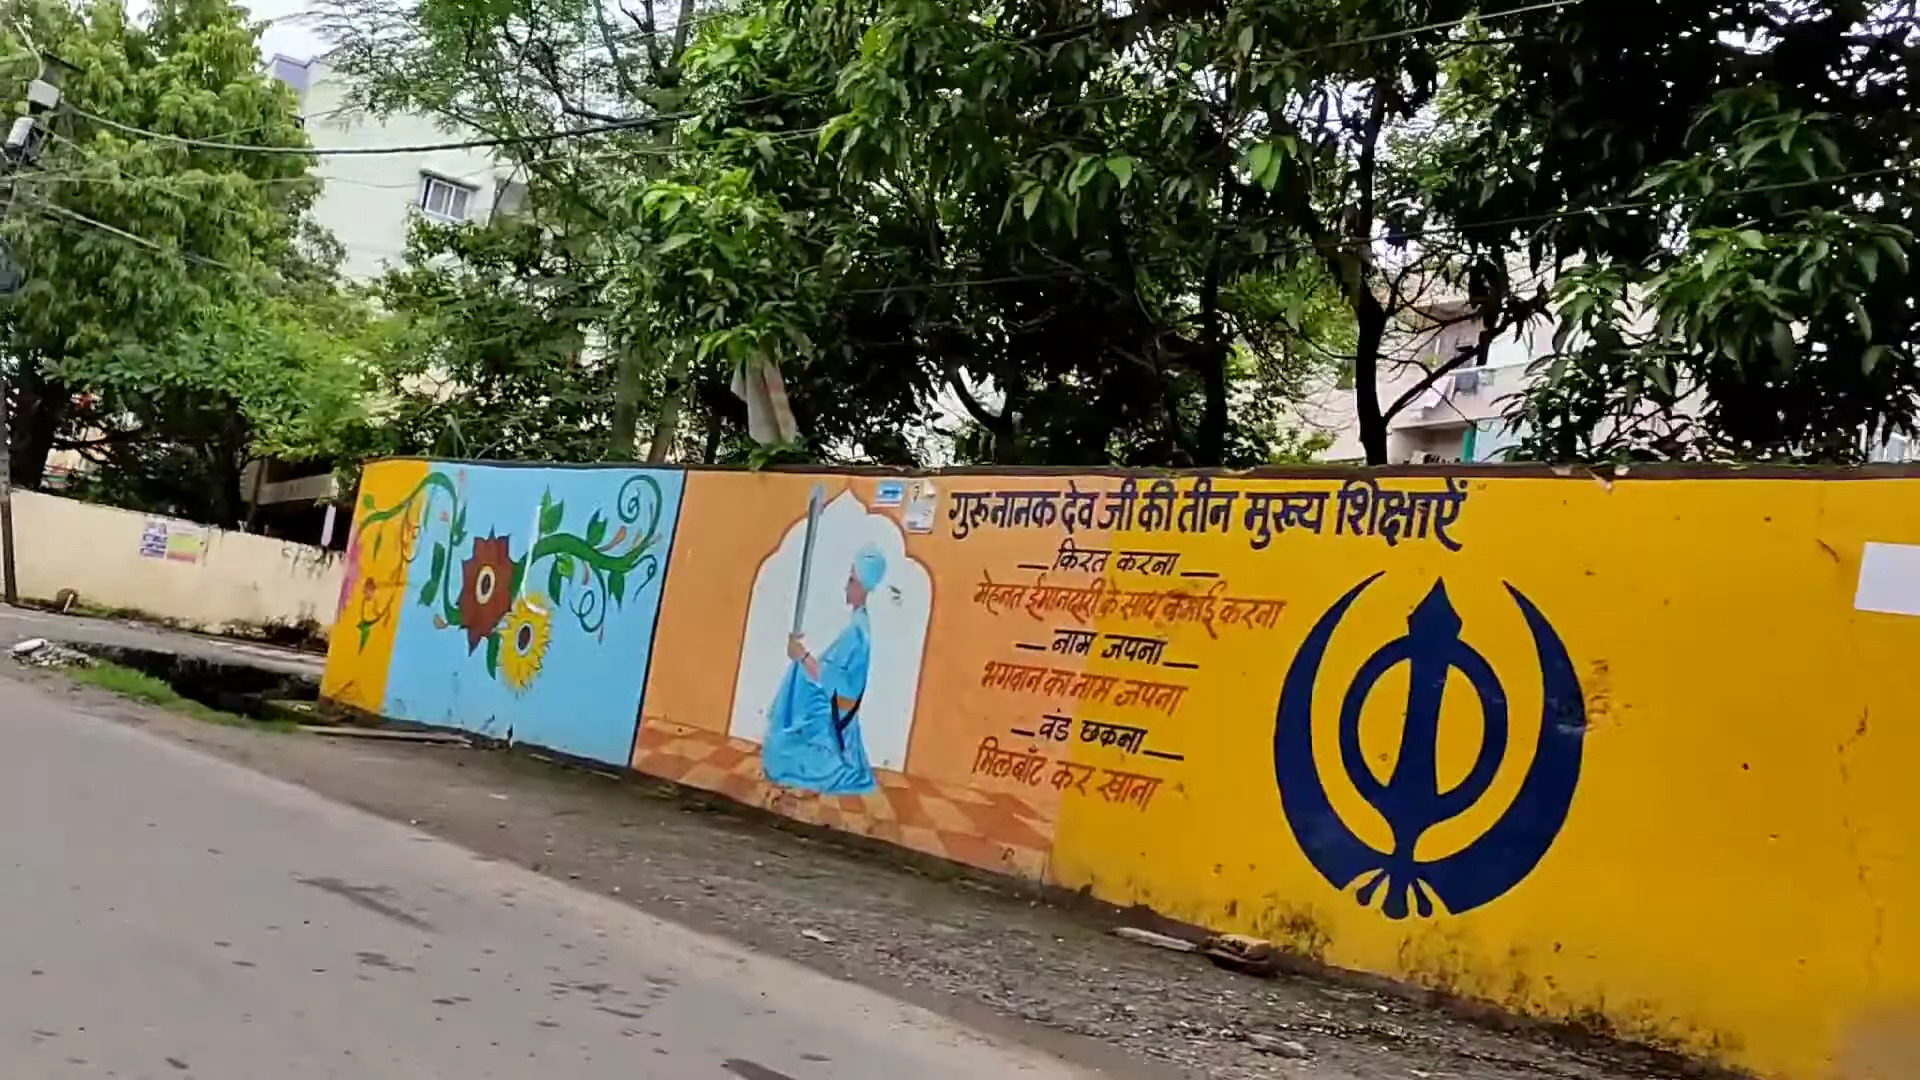 गुरु नानक देव जी की तीन मुख्य शिक्षाऐं
किरत करना
मेहनत ईमानदारी के साथ कमाई करना
नाम जपना
भगवान का नाम जपना
वंड छकना
मिलबाँट कर खाना